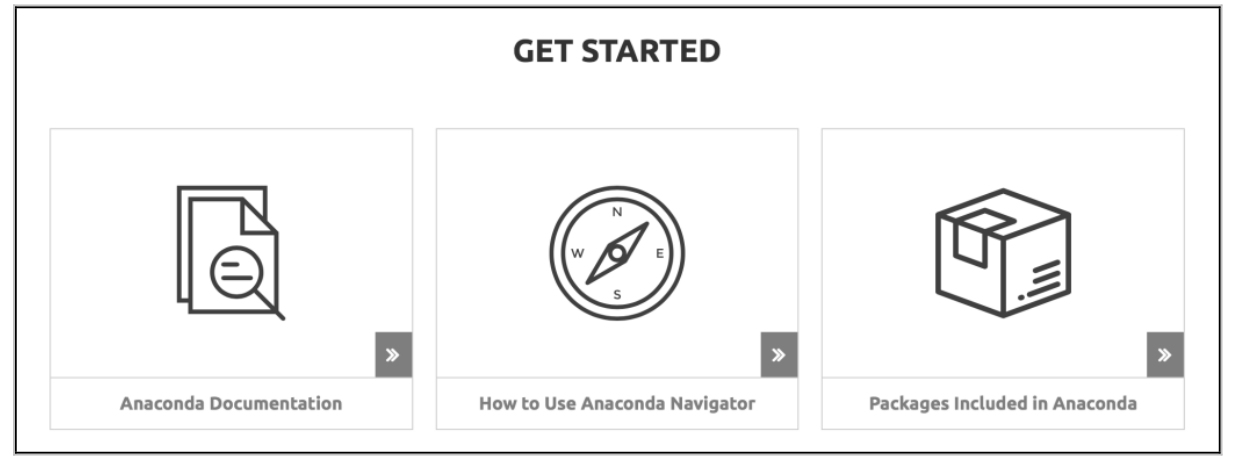 GET STARTED
N
W
E
S
Anaconda Documentation
How to Use Anaconda Navigator
Packages Included in Anaconda